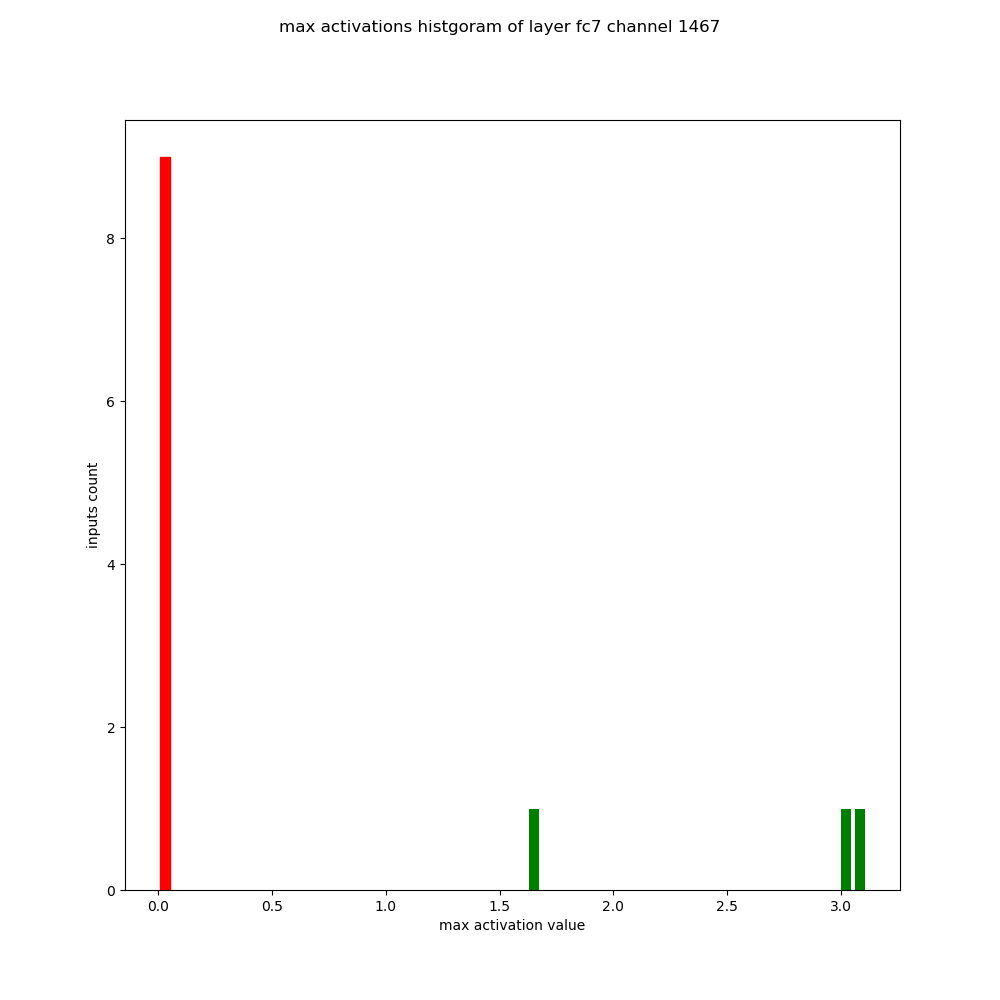 max activations histgoram of layer fc7 channel 1467
8
6
4
2
0
inputs count
0.0 0.5 1.0 1.5 2.0 2.5 3.0
max activation value